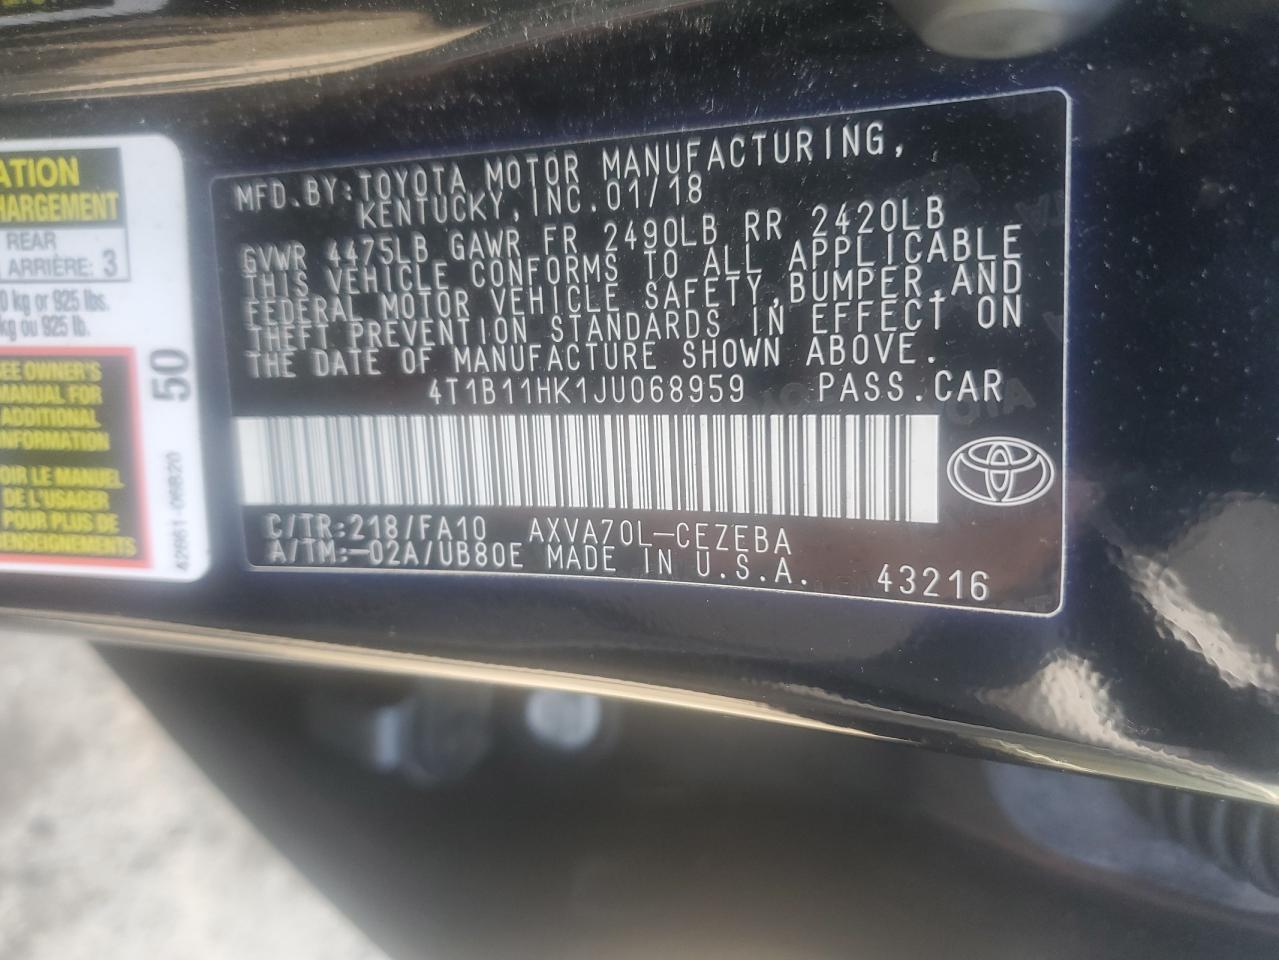 ATION
HARGEMENT
REAR
ARRIÈRE: 3
0 kg or 925 lbs.
kg ou 925 lb.
SEE OWNER'S
MANUAL FOR
ADDITIONAL
INFORMATION
OIR LE MANUEL
DE L'USAGER
POUR PLUS DE
RENSEIGNEMENTS
50
42661-06B20
MFD. BY: TOYOTA MOTOR MANUFACTURING,
KENTUCKY, INC. 01/18
GVWR 4475LB GAWR FR 2490LB RR 2420LB
THIS VEHICLE CONFORMS TO ALL APPLICABLE
FEDERAL MOTOR VEHICLE SAFETY, BUMPER, AND
THEFT PREVENTION STANDARDS IN EFFECT ON
THE DATE OF MANUFACTURE SHOWN ABOVE.
4T1B11HK1JU068959 PASS.CAR
C/TR:218/FA10 AXVA70L-CEZEBA
A/TM:-02A/UB80E MADE IN U.S.A. 43216